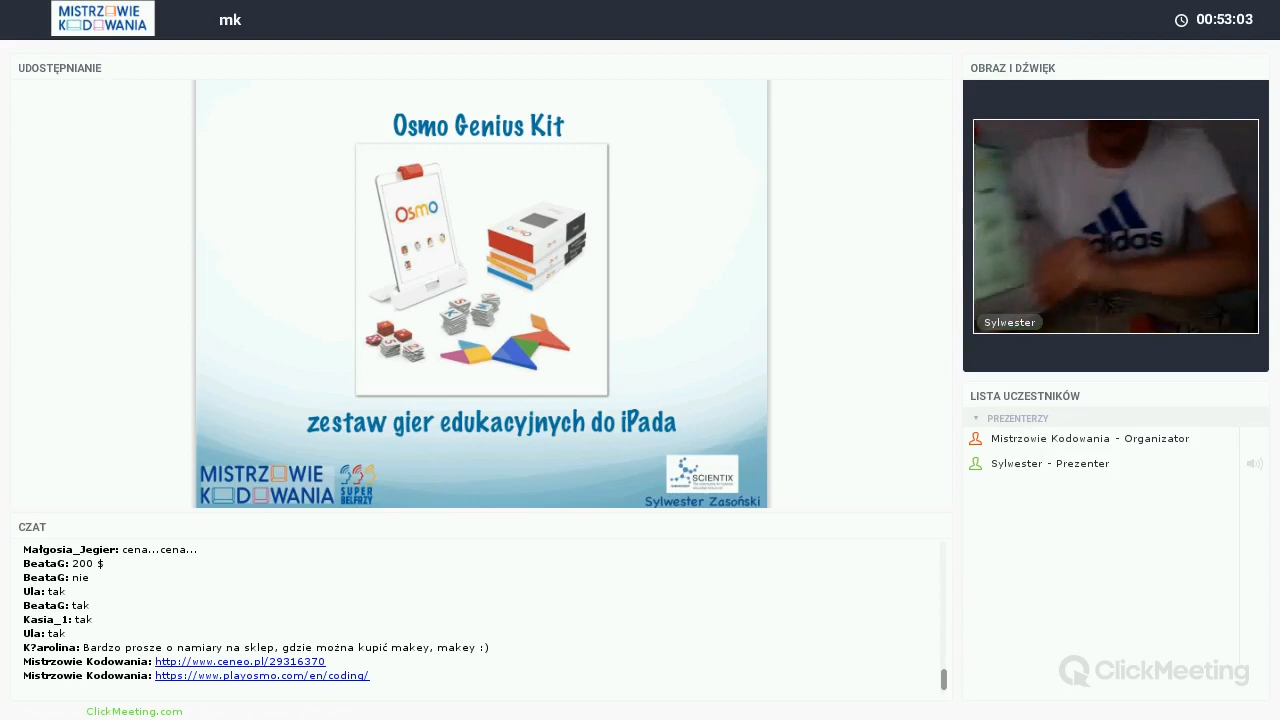 MISTRZOWIE
KODOWANIA
mk
00:53:03
UDOSTĘPNIANIE
Osmo Genius Kit
Osmo
zestaw gier edukacyjnych do iPada
MISTRZOWIE
KODOWANIA
SUPER
BELFRZY
SCIENTIX
Sylwester Zasoński
OBRAZ I DŹWIĘK
adidas
Sylwester
LISTA UCZESTNIKÓW
PREZENTERZY
Mistrzowie Kodowania - Organizator
Sylwester - Prezenter
CZAT
Małgosia_Jegier: cena...cena...
BeataG: 200 $
BeataG: nie
Ula: tak
BeataG: tak
Kasia_1: tak
Ula: tak
K?arolina: Bardzo prosze o namiary na sklep, gdzie można kupić makey, makey :)
Mistrzowie Kodowania: http://www.ceneo.pl/29316370
Mistrzowie Kodowania: https://www.playosmo.com/en/coding/
ClickMeeting
ClickMeeting.com